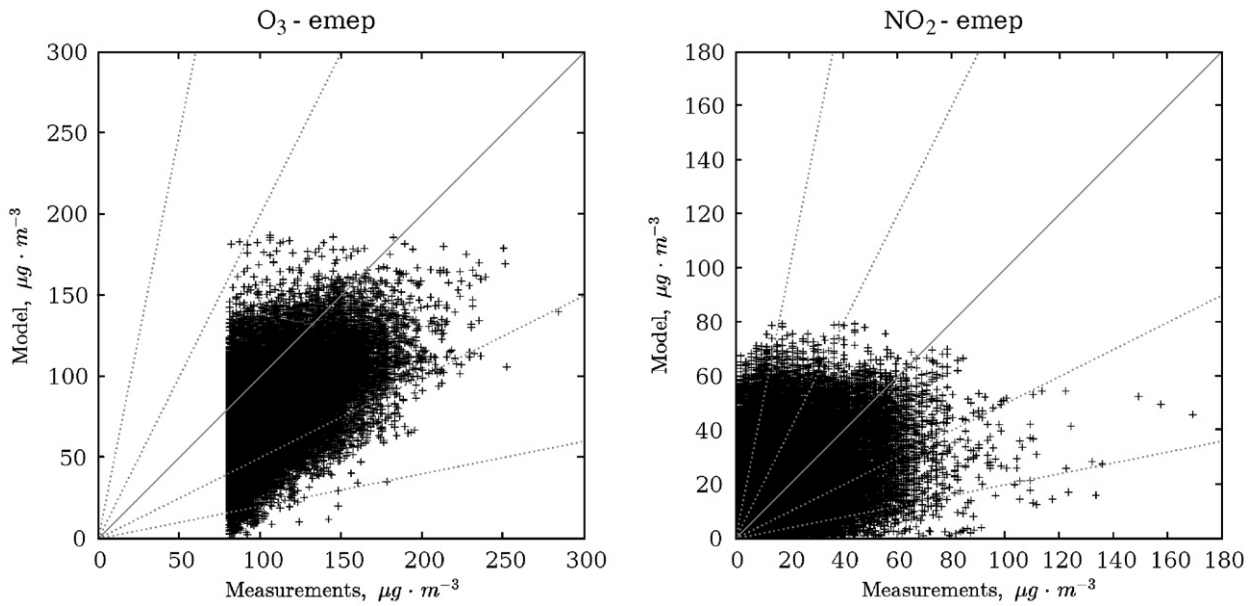 O₃ - emep
300
250
200
150
100
50
0
Model, μg · m⁻³
0 50 100 150 200 250 300
Measurements, μg · m⁻³
NO₂ - emep
180
160
140
120
100
80
60
40
20
0
Model, μg · m⁻³
0 20 40 60 80 100 120 140 160 180
Measurements, μg · m⁻³